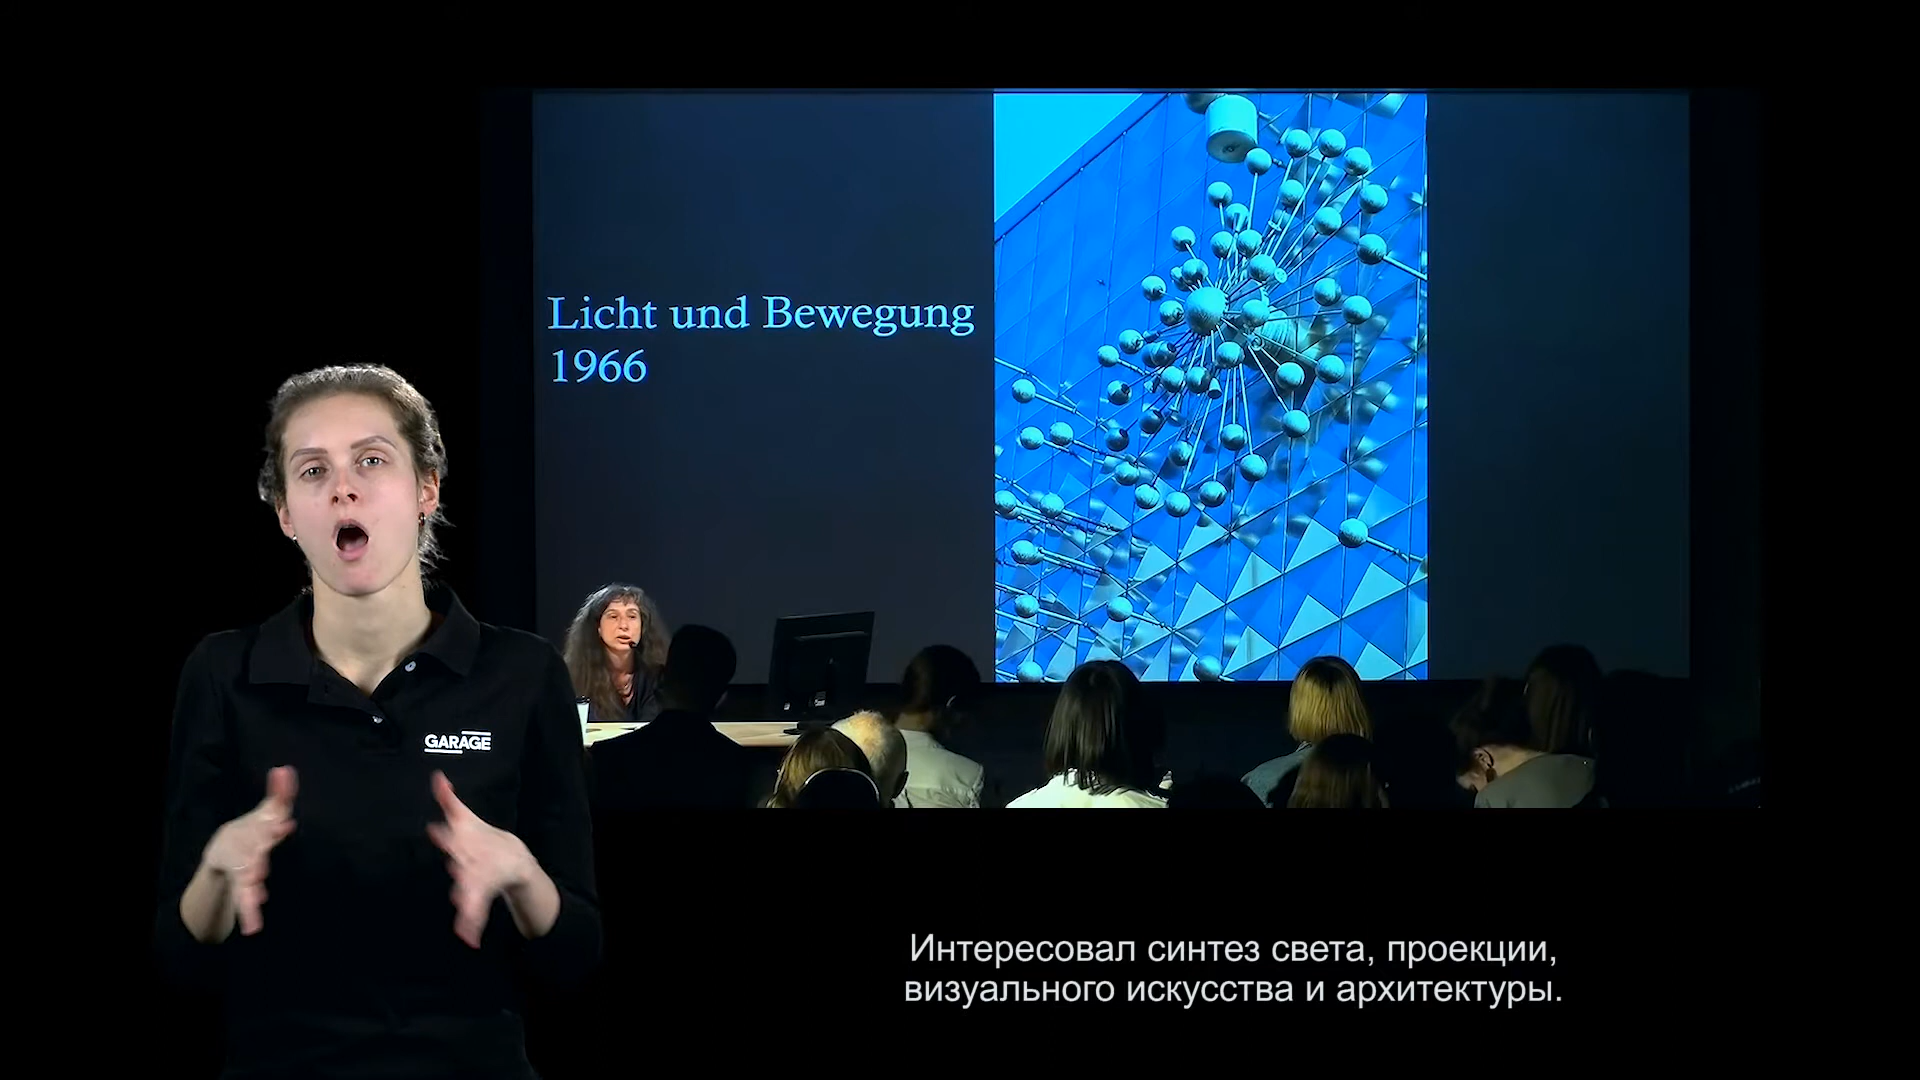 Licht und Bewegung
1966
GARAGE
Интересовал синтез света, проекции,
визуального искусства и архитектуры.